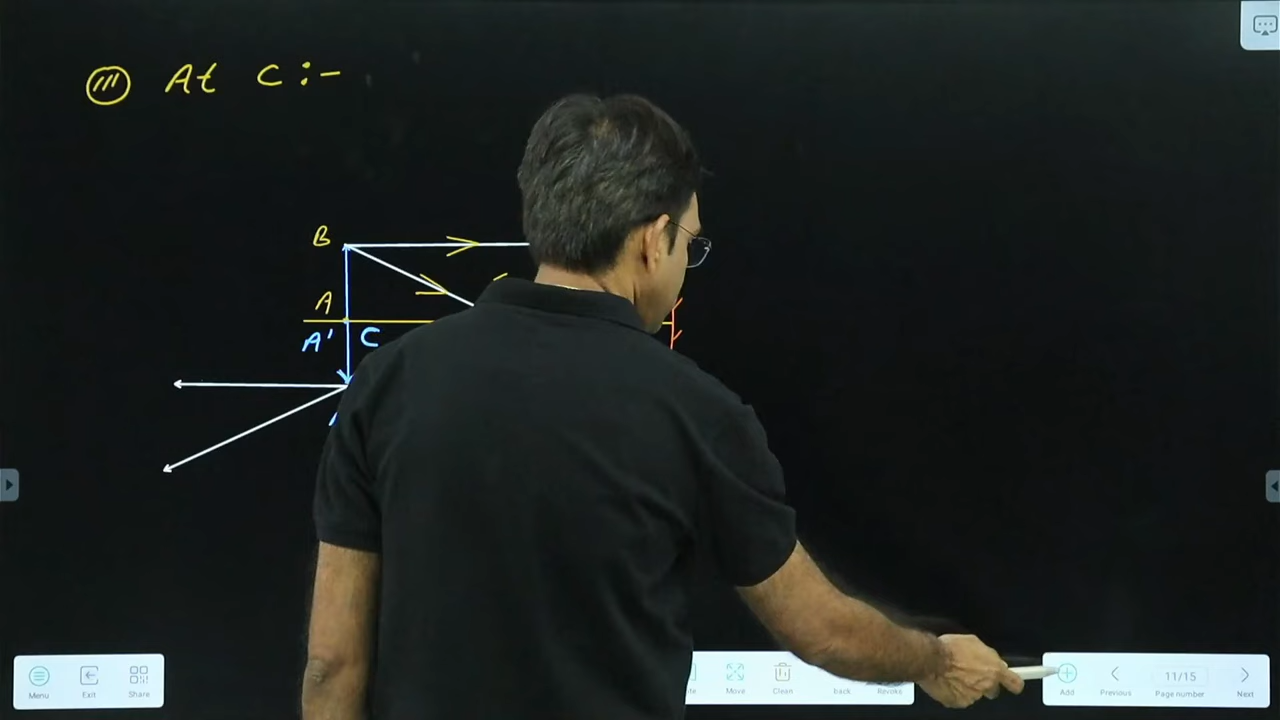 III At C :-
B
A
A' C
Menu Exit Share Move Clean back Revoke Add Previous 11/15 Page number Next